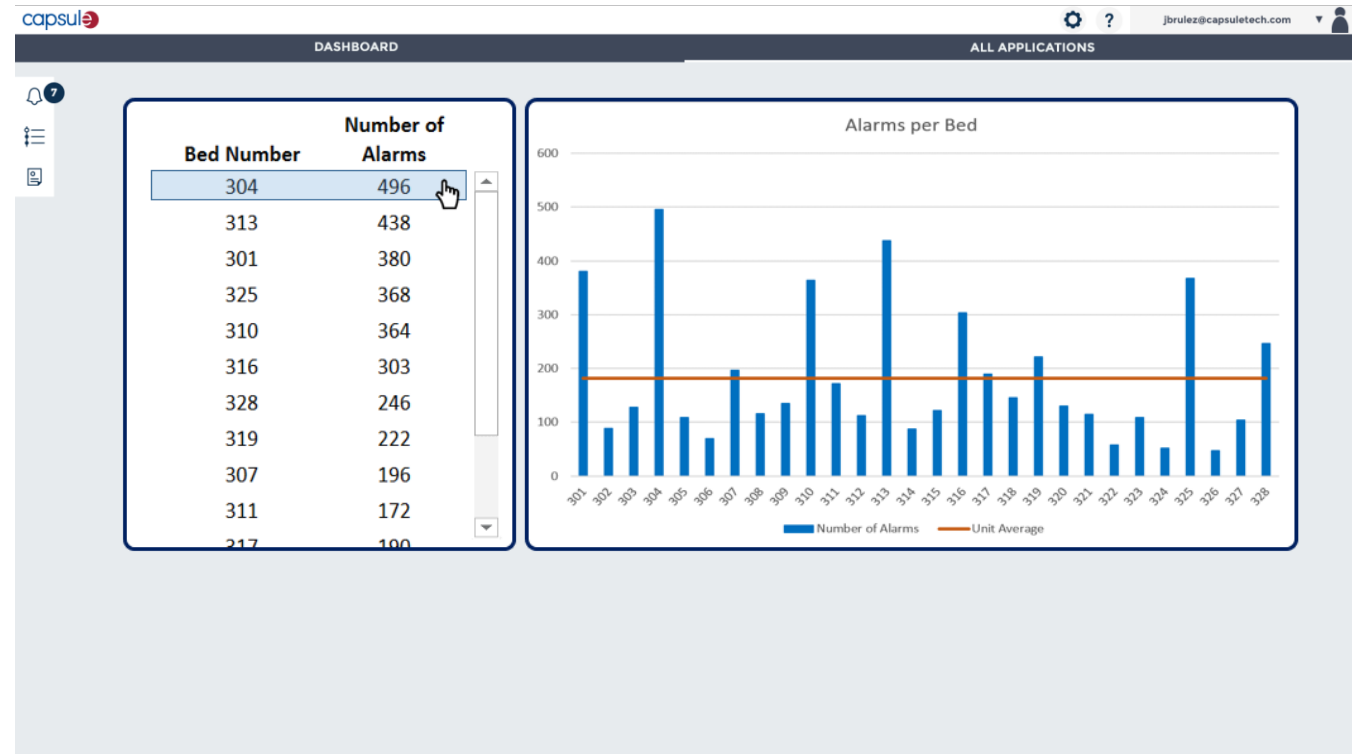 capsule
? jbrulez@capsuletech.com ▼
DASHBOARD ALL APPLICATIONS
7
Bed Number Number of Alarms
304 496
313 438
301 380
325 368
310 364
316 303
328 246
319 222
307 196
311 172
317 190
Alarms per Bed
600
500
400
300
200
100
0
301 302 303 304 305 306 307 308 309 310 311 312 313 314 315 316 317 318 319 320 321 322 323 324 325 326 327 328
Number of Alarms Unit Average